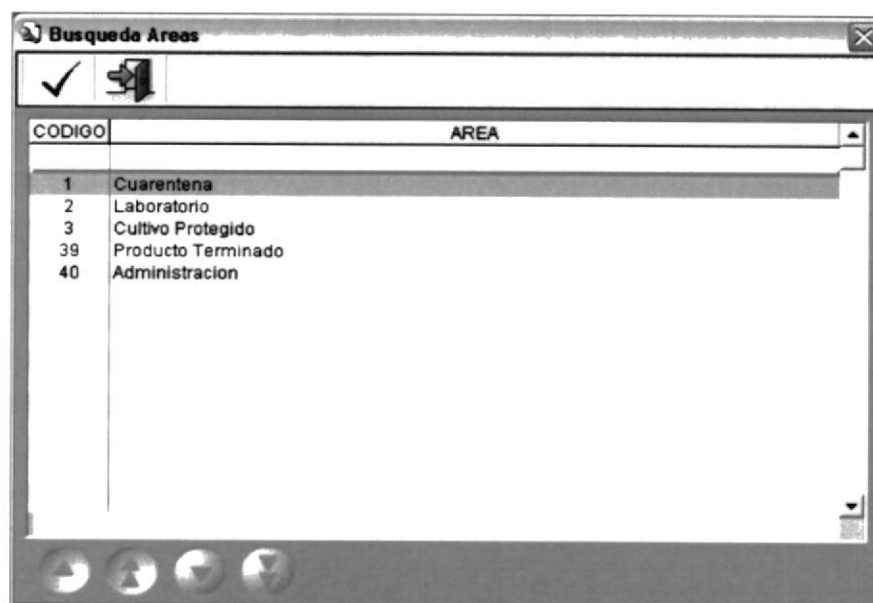 Busqueda Areas
CODIGO AREA
1 Cuarentena
2 Laboratorio
3 Cultivo Protegido
39 Producto Terminado
40 Administracion